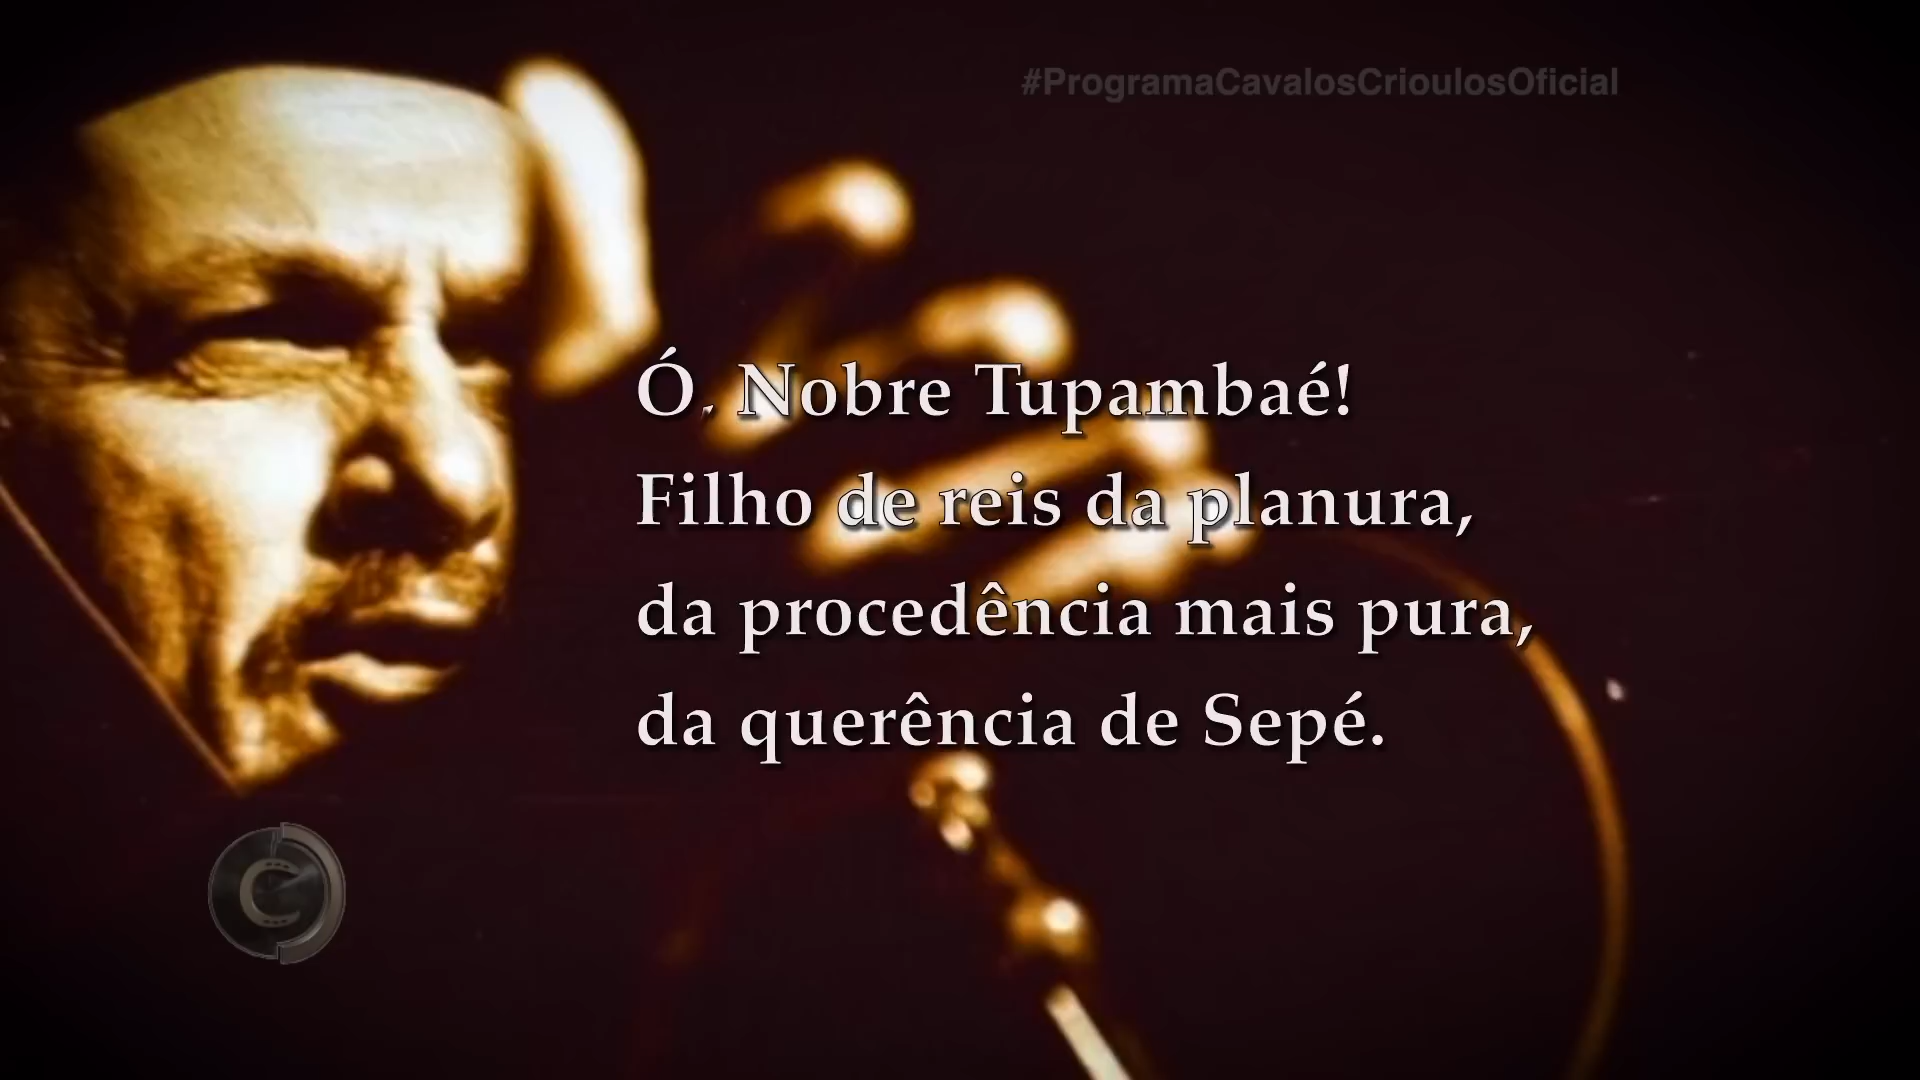 #ProgramaCavalosCrioulosOficial
Ó, Nobre Tupambaé!
Filho de reis da planura,
da procedência mais pura,
da querência de Sepé.
C